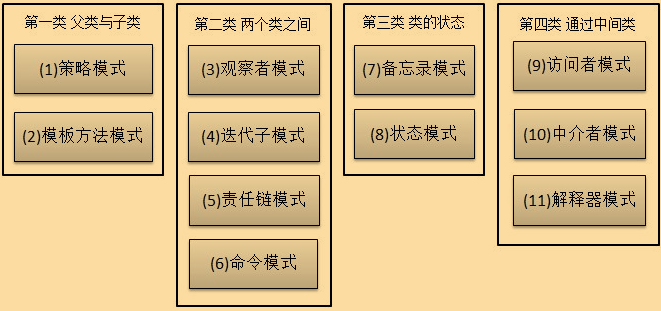 第一类 父类与子类
(1)策略模式
(2)模板方法模式
第二类 两个类之间
(3)观察者模式
(4)迭代子模式
(5)责任链模式
(6)命令模式
第三类 类的状态
(7)备忘录模式
(8)状态模式
第四类 通过中间类
(9)访问者模式
(10)中介者模式
(11)解释器模式